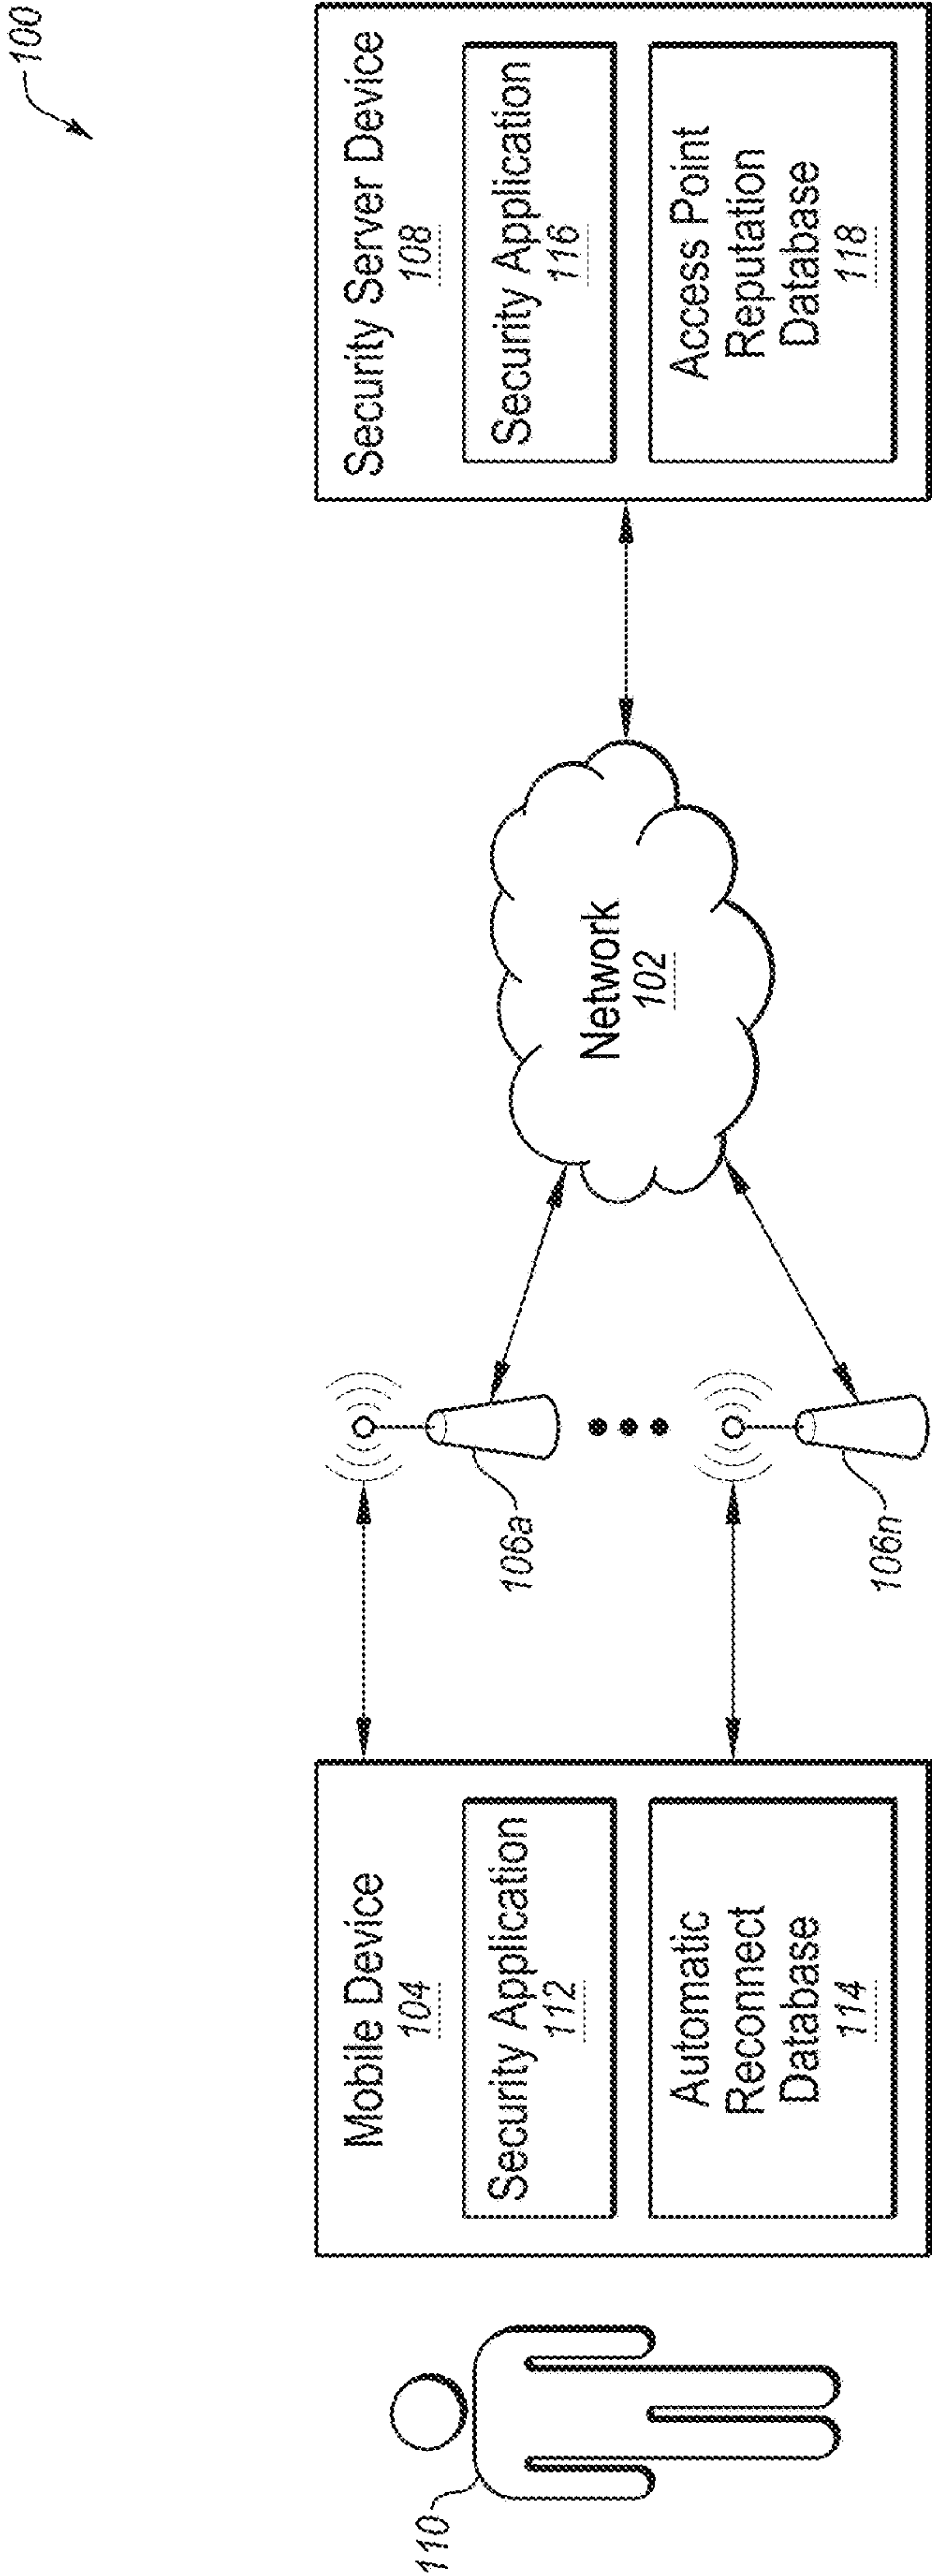 100
110
Mobile Device
104
Security Application
112
Automatic
Reconnect
Database
114
106a
106n
Network
102
Security Server Device
108
Security Application
116
Access Point
Reputation
Database
118